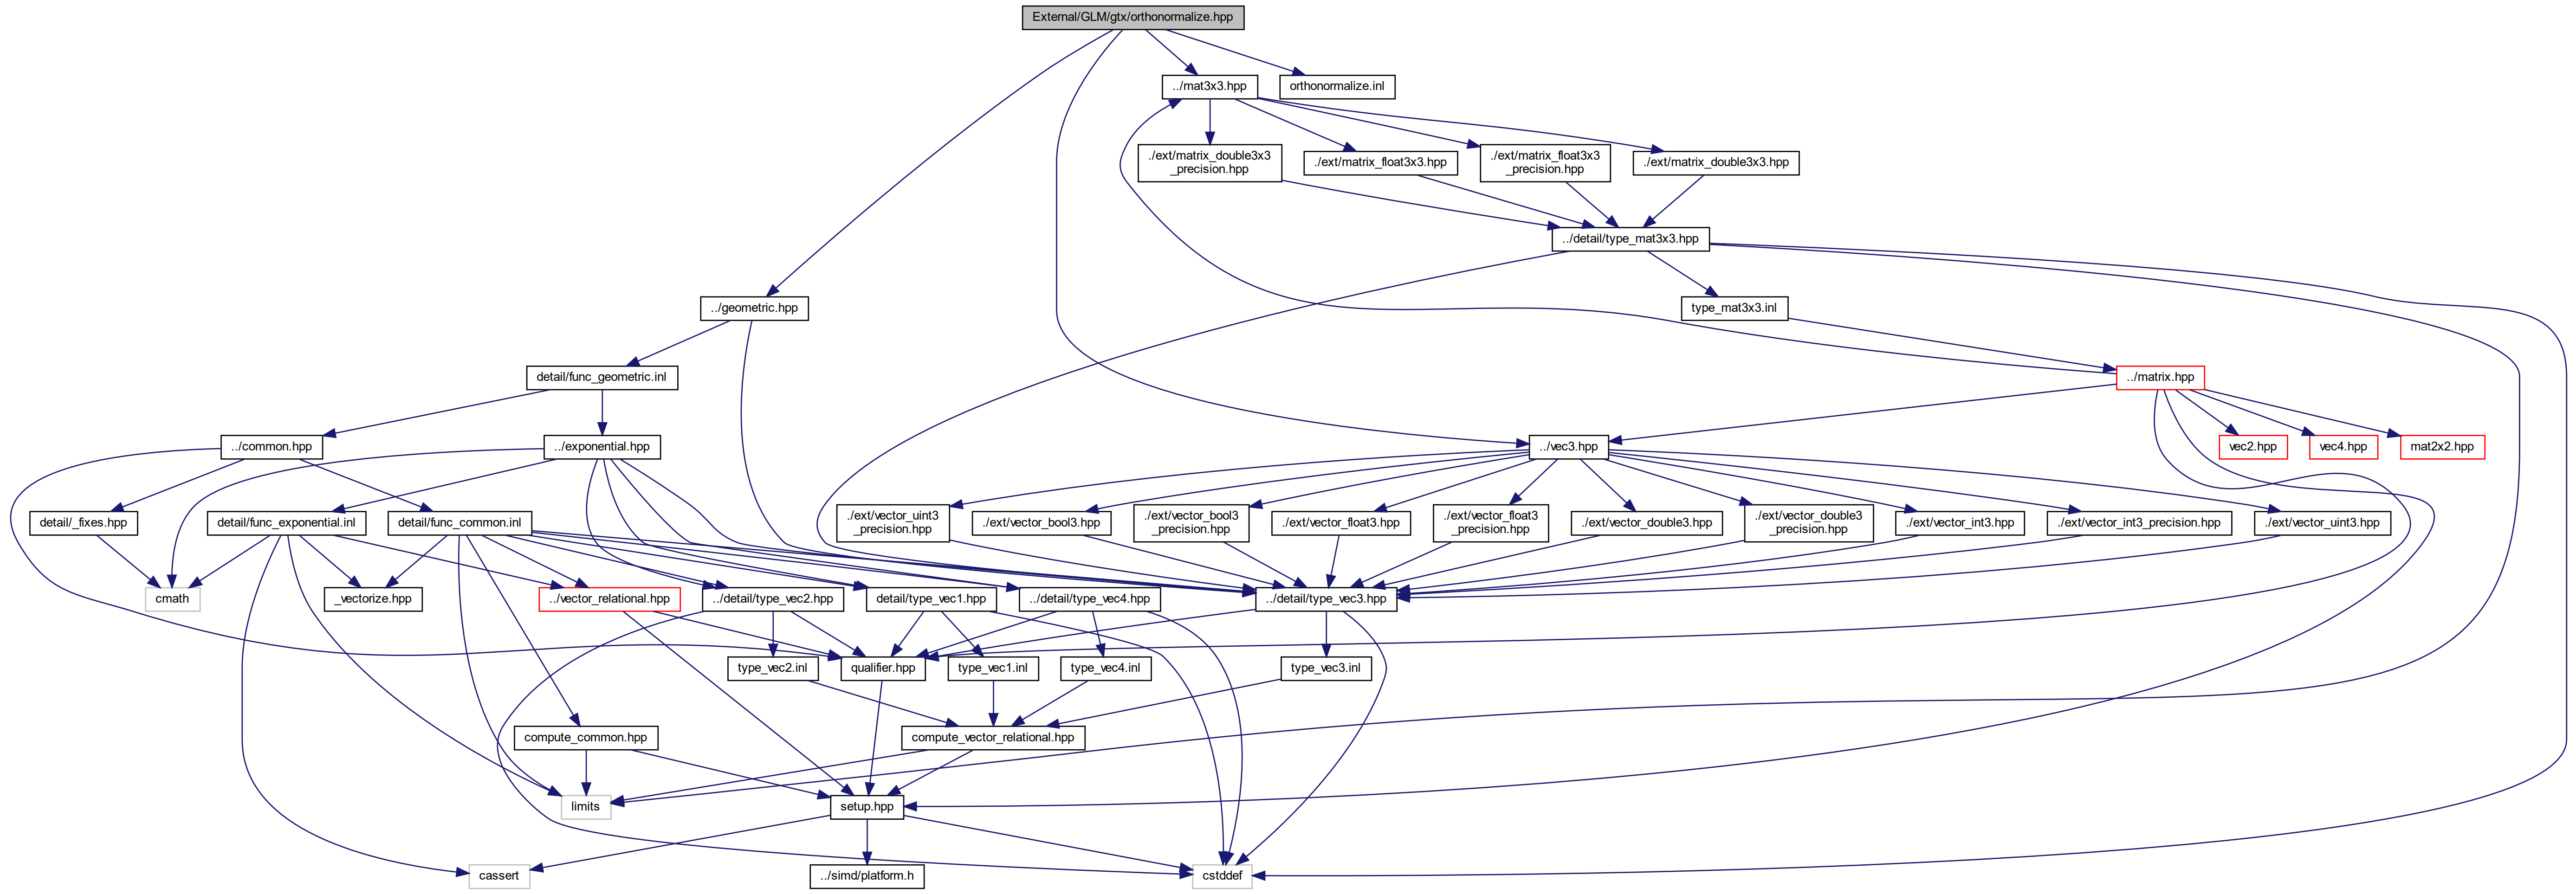 External/GLM/gtx/orthonormalize.hpp
../mat3x3.hpp
orthonormalize.inl
./ext/matrix_double3x3
_precision.hpp
./ext/matrix_float3x3.hpp
./ext/matrix_float3x3
_precision.hpp
./ext/matrix_double3x3.hpp
../detail/type_mat3x3.hpp
../geometric.hpp
type_mat3x3.inl
detail/func_geometric.inl
../matrix.hpp
../common.hpp
../exponential.hpp
../vec3.hpp
vec2.hpp
vec4.hpp
mat2x2.hpp
detail/_fixes.hpp
detail/func_exponential.inl
detail/func_common.inl
./ext/vector_uint3
_precision.hpp
./ext/vector_bool3.hpp
./ext/vector_bool3
_precision.hpp
./ext/vector_float3.hpp
./ext/vector_float3
_precision.hpp
./ext/vector_double3.hpp
./ext/vector_double3
_precision.hpp
./ext/vector_int3.hpp
./ext/vector_int3_precision.hpp
./ext/vector_uint3.hpp
cmath
_vectorize.hpp
../vector_relational.hpp
../detail/type_vec2.hpp
detail/type_vec1.hpp
../detail/type_vec4.hpp
../detail/type_vec3.hpp
type_vec2.inl
qualifier.hpp
type_vec1.inl
type_vec4.inl
type_vec3.inl
compute_common.hpp
compute_vector_relational.hpp
limits
setup.hpp
cassert
../simd/platform.h
cstddef